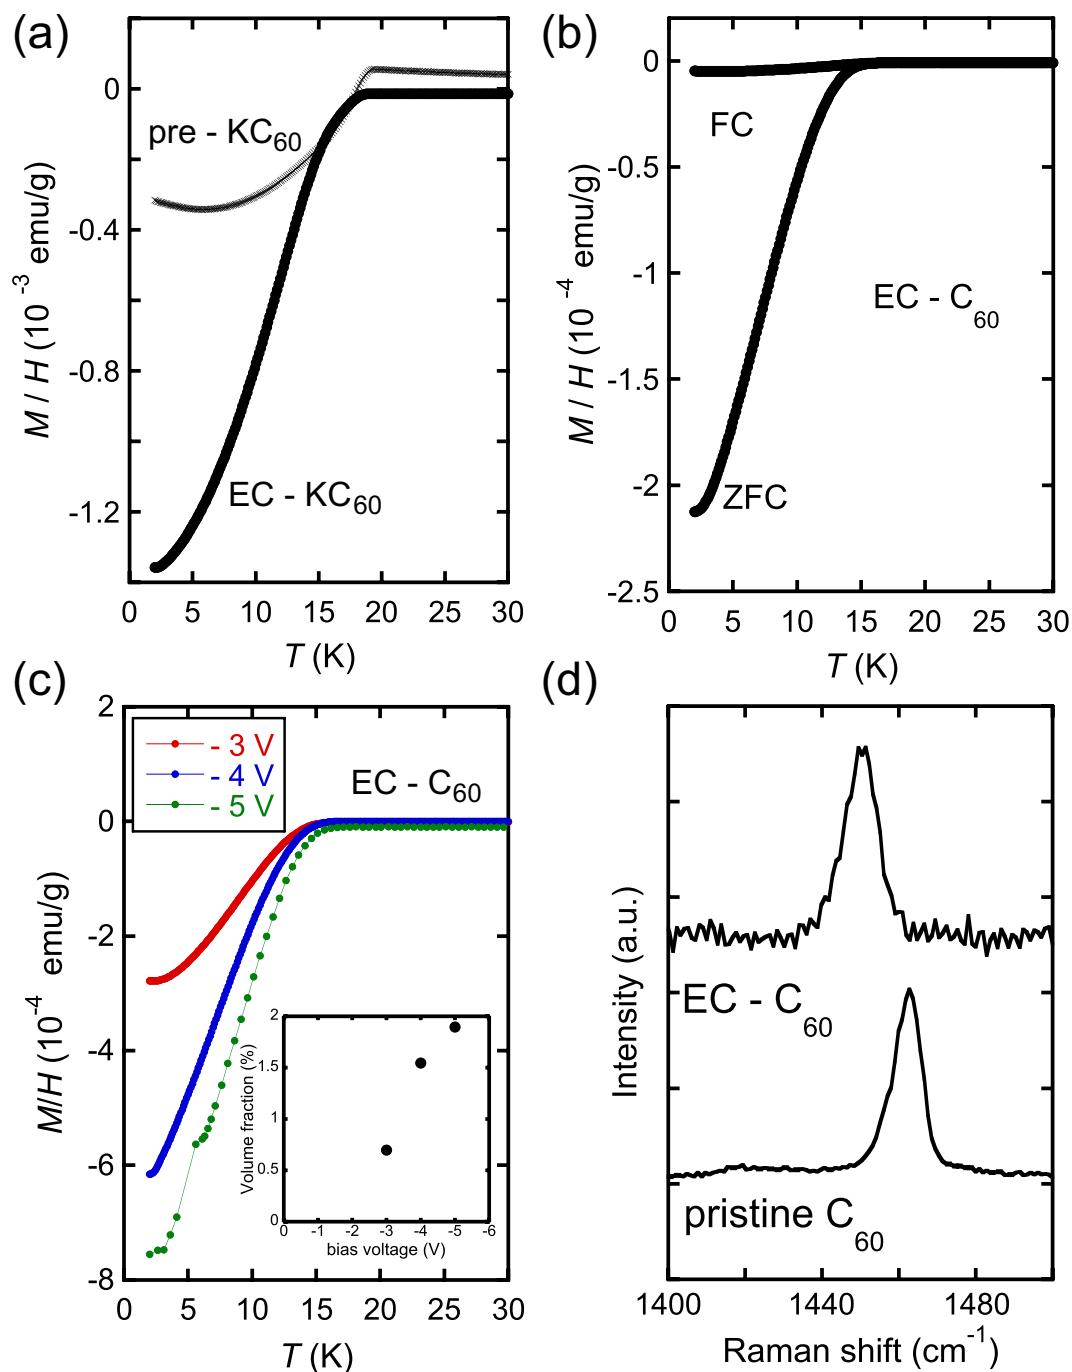 (a)
0
-0.4
-0.8
-1.2
M / H (10⁻³ emu/g)
pre - KC₆₀
EC - KC₆₀
0 5 10 15 20 25 30
T (K)
(b)
0
-0.5
-1
-1.5
-2
-2.5
M / H (10⁻⁴ emu/g)
FC
EC - C₆₀
ZFC
0 5 10 15 20 25 30
T (K)
(c)
2
0
-2
-4
-6
-8
M/H (10⁻⁴ emu/g)
- 3 V
- 4 V
- 5 V
EC - C₆₀
2
1.5
1
0.5
0
Volume fraction (%)
0 -1 -2 -3 -4 -5 -6
bias voltage (V)
0 5 10 15 20 25 30
T (K)
(d)
Intensity (a.u.)
EC - C₆₀
pristine C₆₀
1400 1440 1480
Raman shift (cm⁻¹)